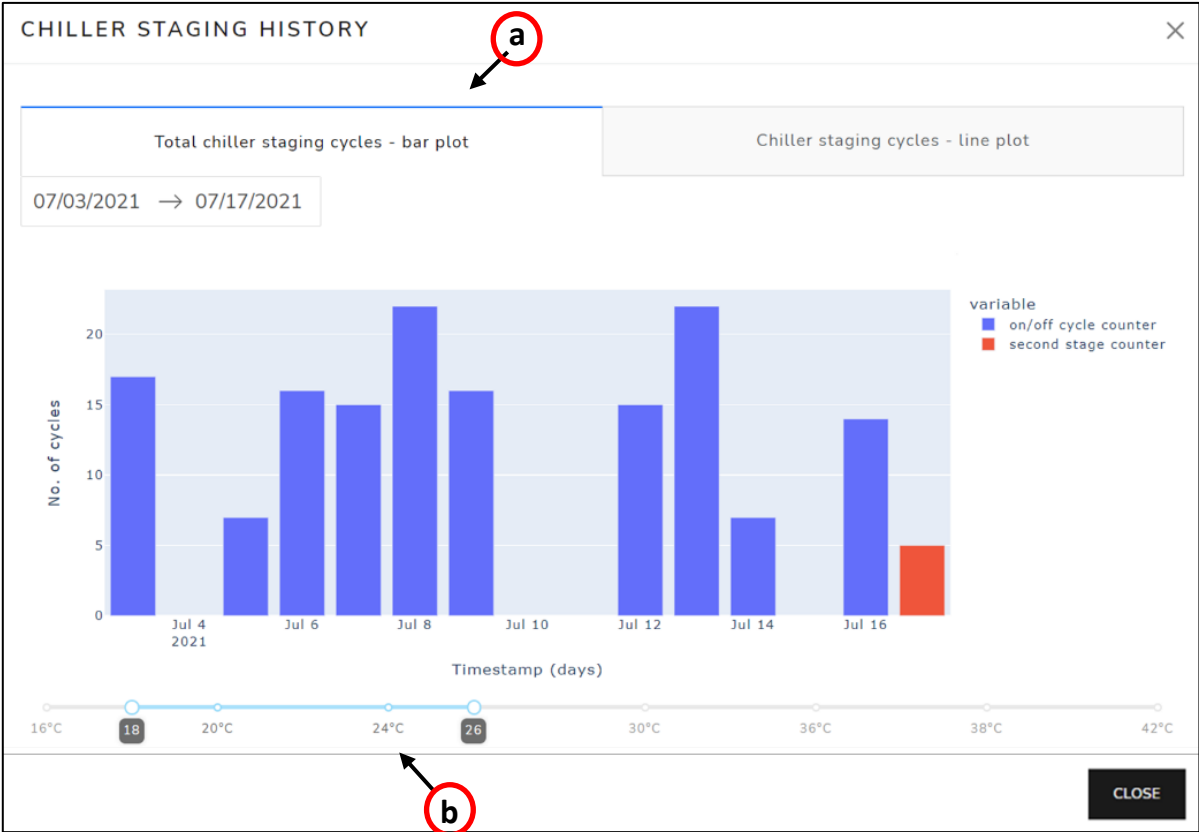 CHILLER STAGING HISTORY
a
Total chiller staging cycles - bar plot
Chiller staging cycles - line plot
07/03/2021 → 07/17/2021
variable
on/off cycle counter
second stage counter
No. of cycles
20
15
10
5
0
Jul 4 Jul 6 Jul 8 Jul 10 Jul 12 Jul 14 Jul 16
2021
Timestamp (days)
16°C 18 20°C 24°C 26 30°C 36°C 38°C 42°C
b
CLOSE